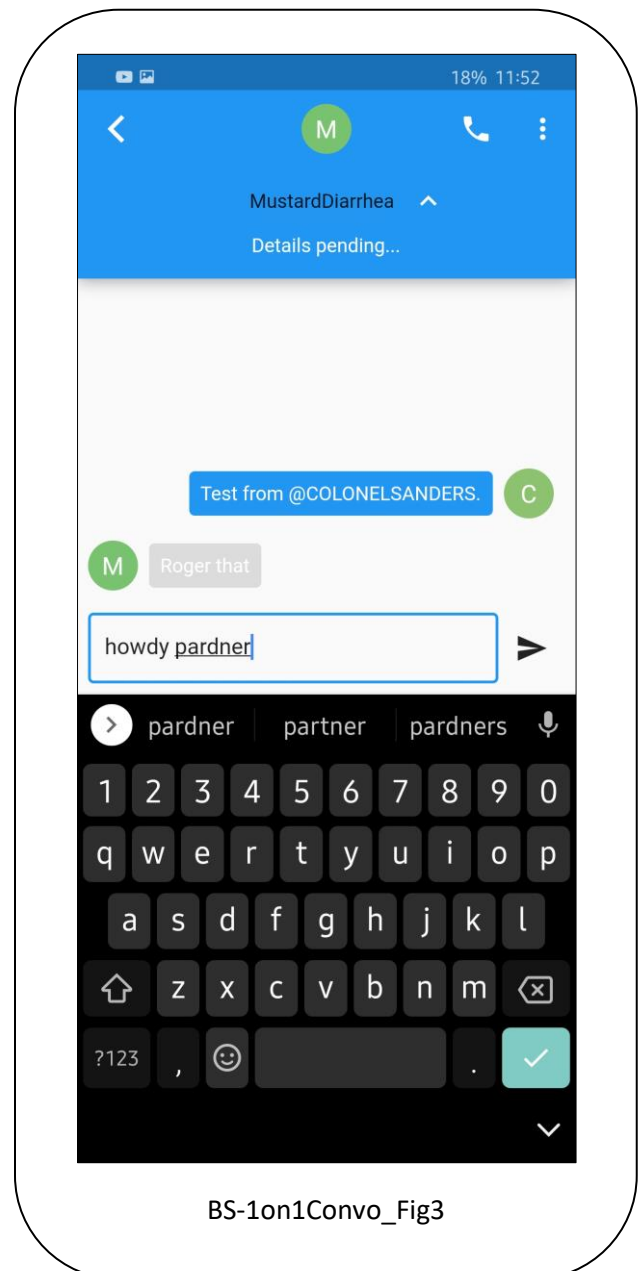 18% 11:52
M
MustardDiarrhea
Details pending...
Test from @COLONELSANDERS. C
M Roger that
howdy pardner
pardner partner pardners
1 2 3 4 5 6 7 8 9 0
q w e r t y u i o p
a s d f g h j k l
z x c v b n m
?123 , .
BS-1on1Convo_Fig3